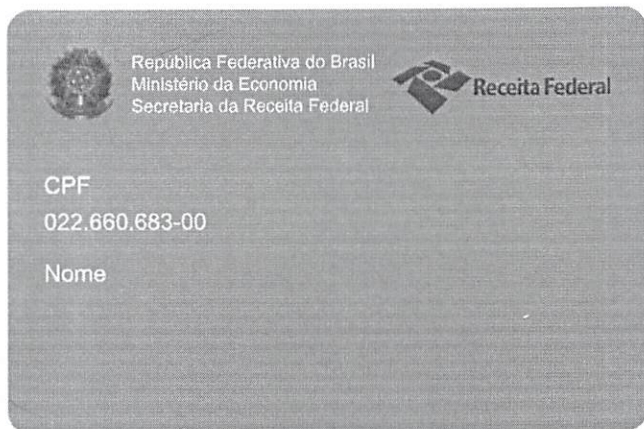 República Federativa do Brasil
Ministério da Economia
Secretaria da Receita Federal
Receita Federal
CPF
022.660.683-00
Nome